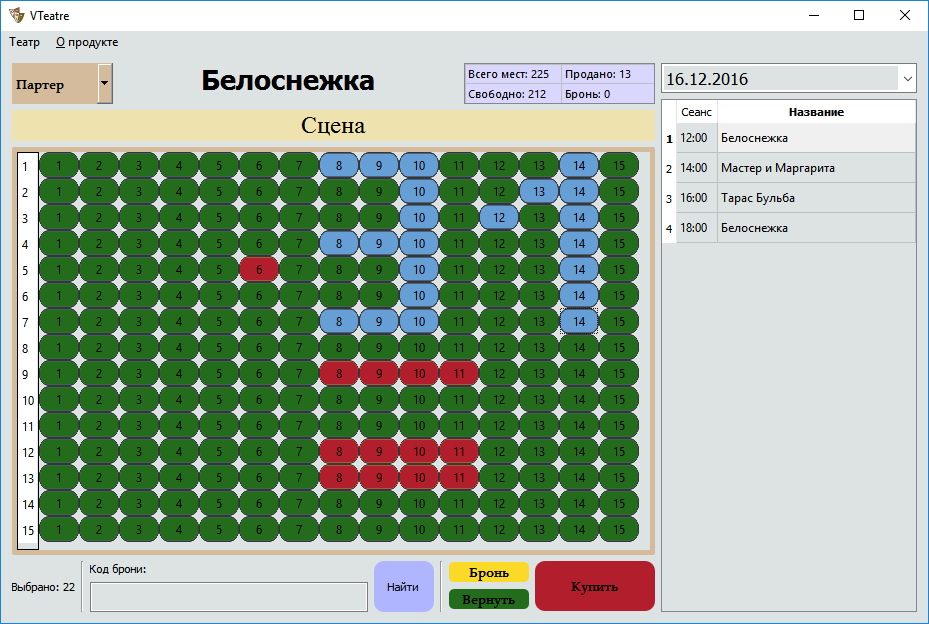 VTeatre
Театр О продукте
Партер
Белоснежка
Всего мест: 225 Продано: 13
Свободно: 212 Бронь: 0
16.12.2016
Сцена
Сеанс Название
1 12:00 Белоснежка
2 14:00 Мастер и Маргарита
3 16:00 Тарас Бульба
4 18:00 Белоснежка
1 1 2 3 4 5 6 7 8 9 10 11 12 13 14 15
2 1 2 3 4 5 6 7 8 9 10 11 12 13 14 15
3 1 2 3 4 5 6 7 8 9 10 11 12 13 14 15
4 1 2 3 4 5 6 7 8 9 10 11 12 13 14 15
5 1 2 3 4 5 6 7 8 9 10 11 12 13 14 15
6 1 2 3 4 5 6 7 8 9 10 11 12 13 14 15
7 1 2 3 4 5 6 7 8 9 10 11 12 13 14 15
8 1 2 3 4 5 6 7 8 9 10 11 12 13 14 15
9 1 2 3 4 5 6 7 8 9 10 11 12 13 14 15
10 1 2 3 4 5 6 7 8 9 10 11 12 13 14 15
11 1 2 3 4 5 6 7 8 9 10 11 12 13 14 15
12 1 2 3 4 5 6 7 8 9 10 11 12 13 14 15
13 1 2 3 4 5 6 7 8 9 10 11 12 13 14 15
14 1 2 3 4 5 6 7 8 9 10 11 12 13 14 15
15 1 2 3 4 5 6 7 8 9 10 11 12 13 14 15
Выбрано: 22
Код брони:
Найти
Бронь
Вернуть
Купить